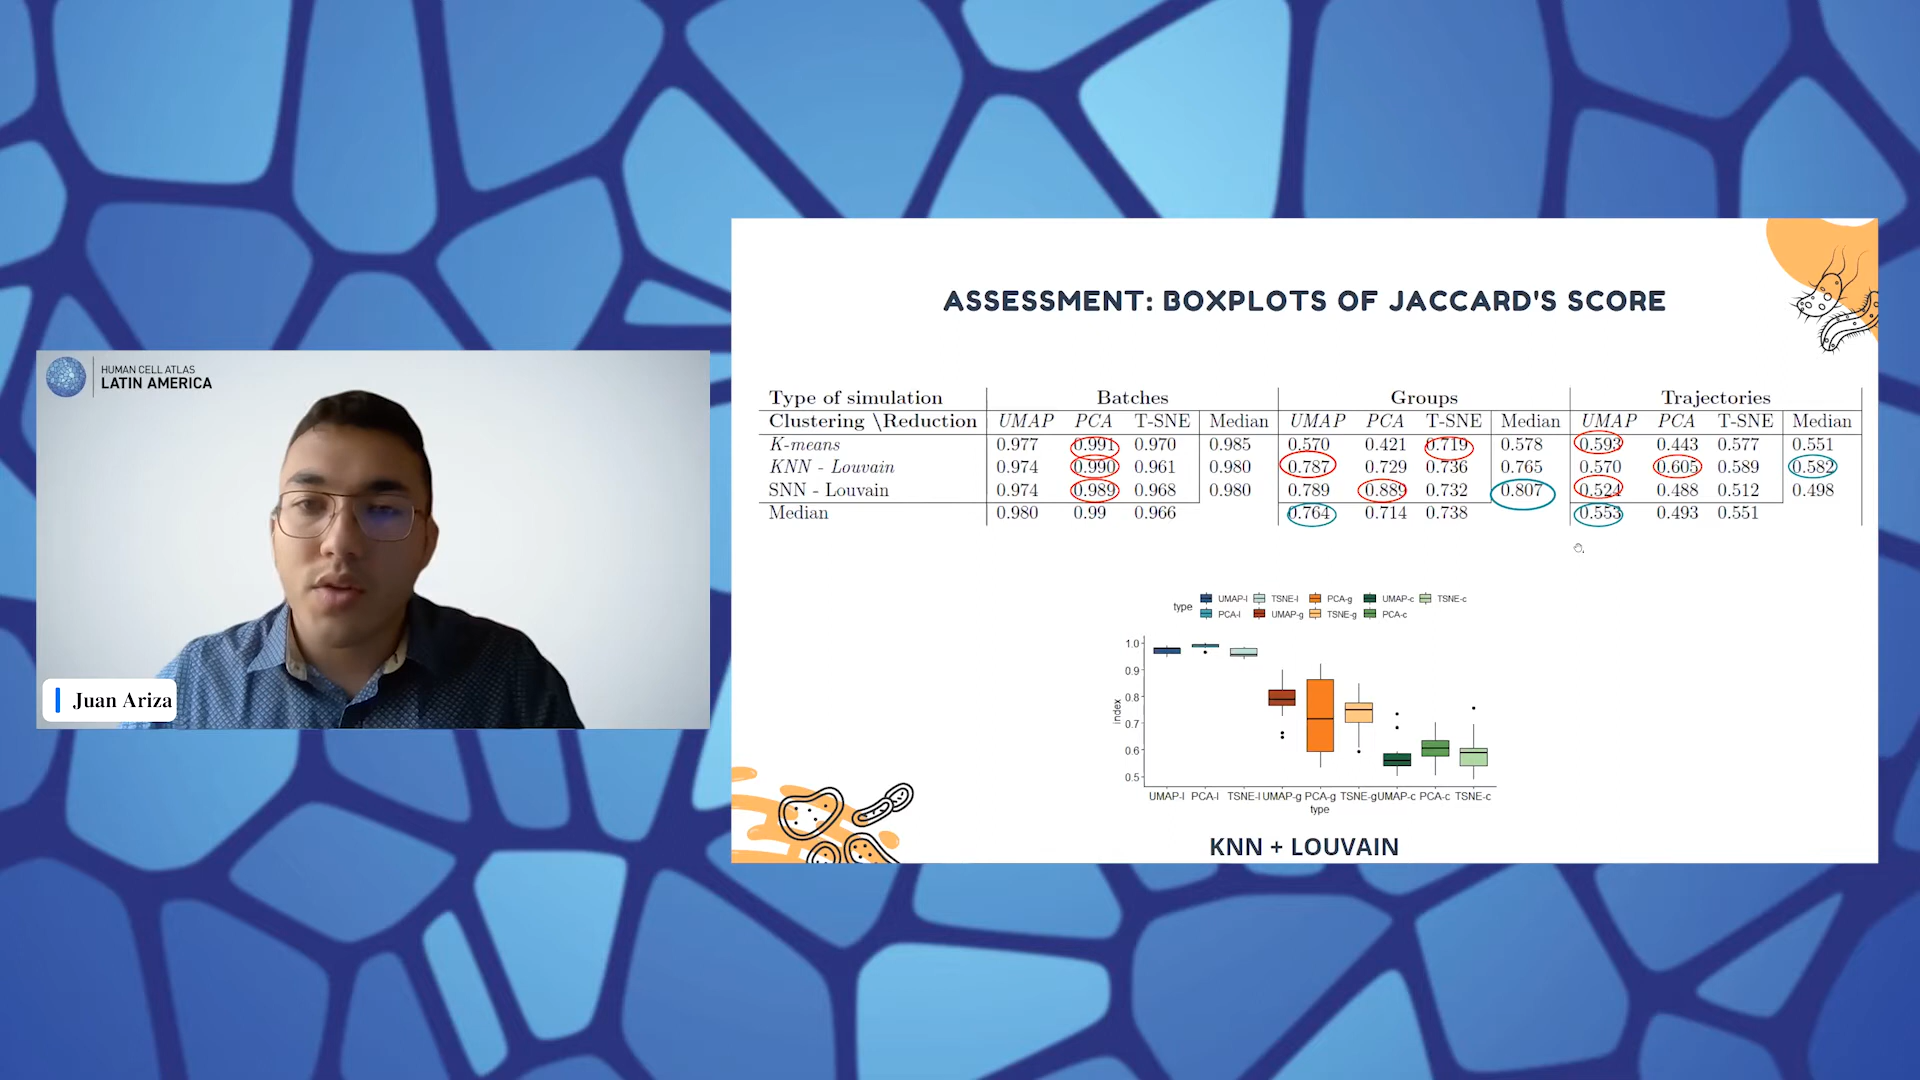 HUMAN CELL ATLAS
LATIN AMERICA
Juan Ariza
ASSESSMENT: BOXPLOTS OF JACCARD'S SCORE
Type of simulation Batches Groups Trajectories
Clustering \Reduction UMAP PCA T-SNE Median UMAP PCA T-SNE Median UMAP PCA T-SNE Median
K-means 0.977 0.991 0.970 0.985 0.570 0.421 0.719 0.578 0.593 0.443 0.577 0.551
KNN - Louvain 0.974 0.990 0.961 0.980 0.787 0.729 0.736 0.765 0.570 0.605 0.589 0.582
SNN - Louvain 0.974 0.989 0.968 0.980 0.789 0.889 0.732 0.807 0.524 0.488 0.512 0.498
Median 0.980 0.99 0.966 0.764 0.714 0.738 0.553 0.493 0.551
type UMAP-l TSNE-l PCA-g UMAP-c TSNE-c
PCA-l UMAP-g TSNE-g PCA-c
1.0
0.9
0.8
0.7
0.6
0.5
index
UMAP-l PCA-l TSNE-l UMAP-g PCA-g TSNE-g UMAP-c PCA-c TSNE-c
type
KNN + LOUVAIN